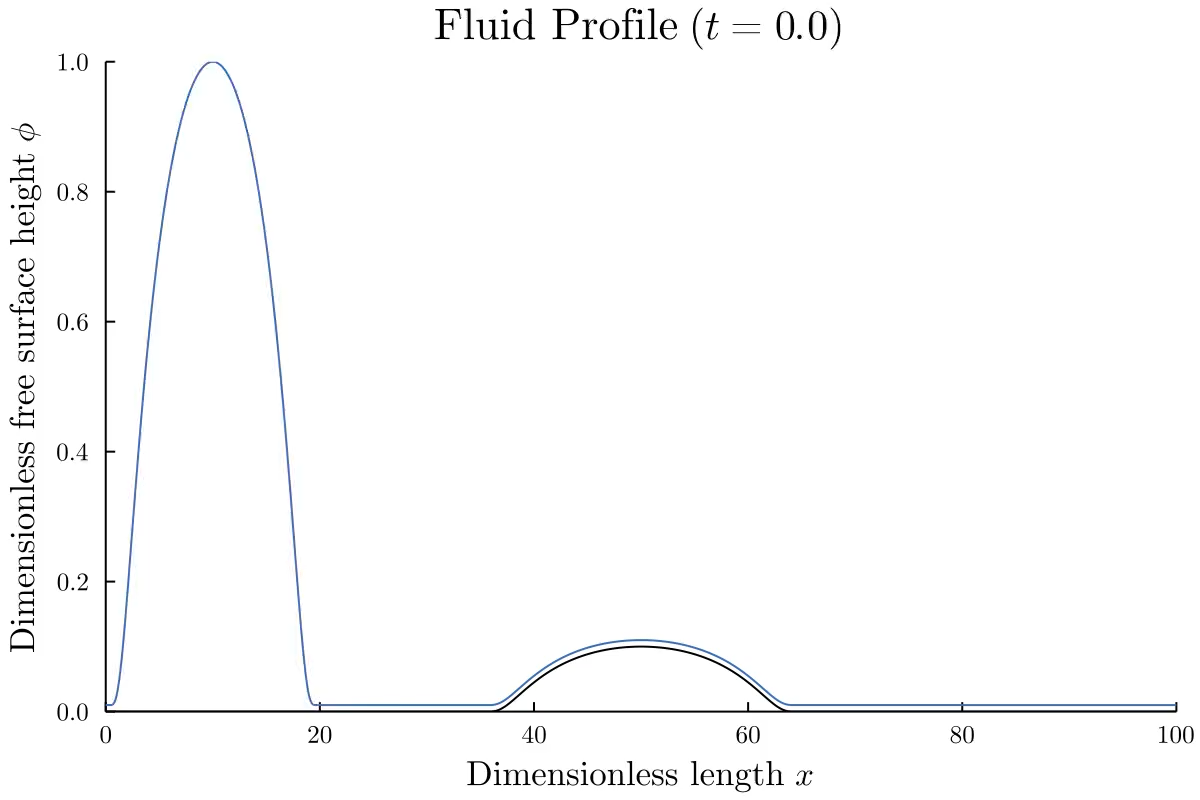 Fluid Profile (t = 0.0)
Dimensionless free surface height ϕ
1.0
0.8
0.6
0.4
0.2
0.0
0 20 40 60 80 100
Dimensionless length x